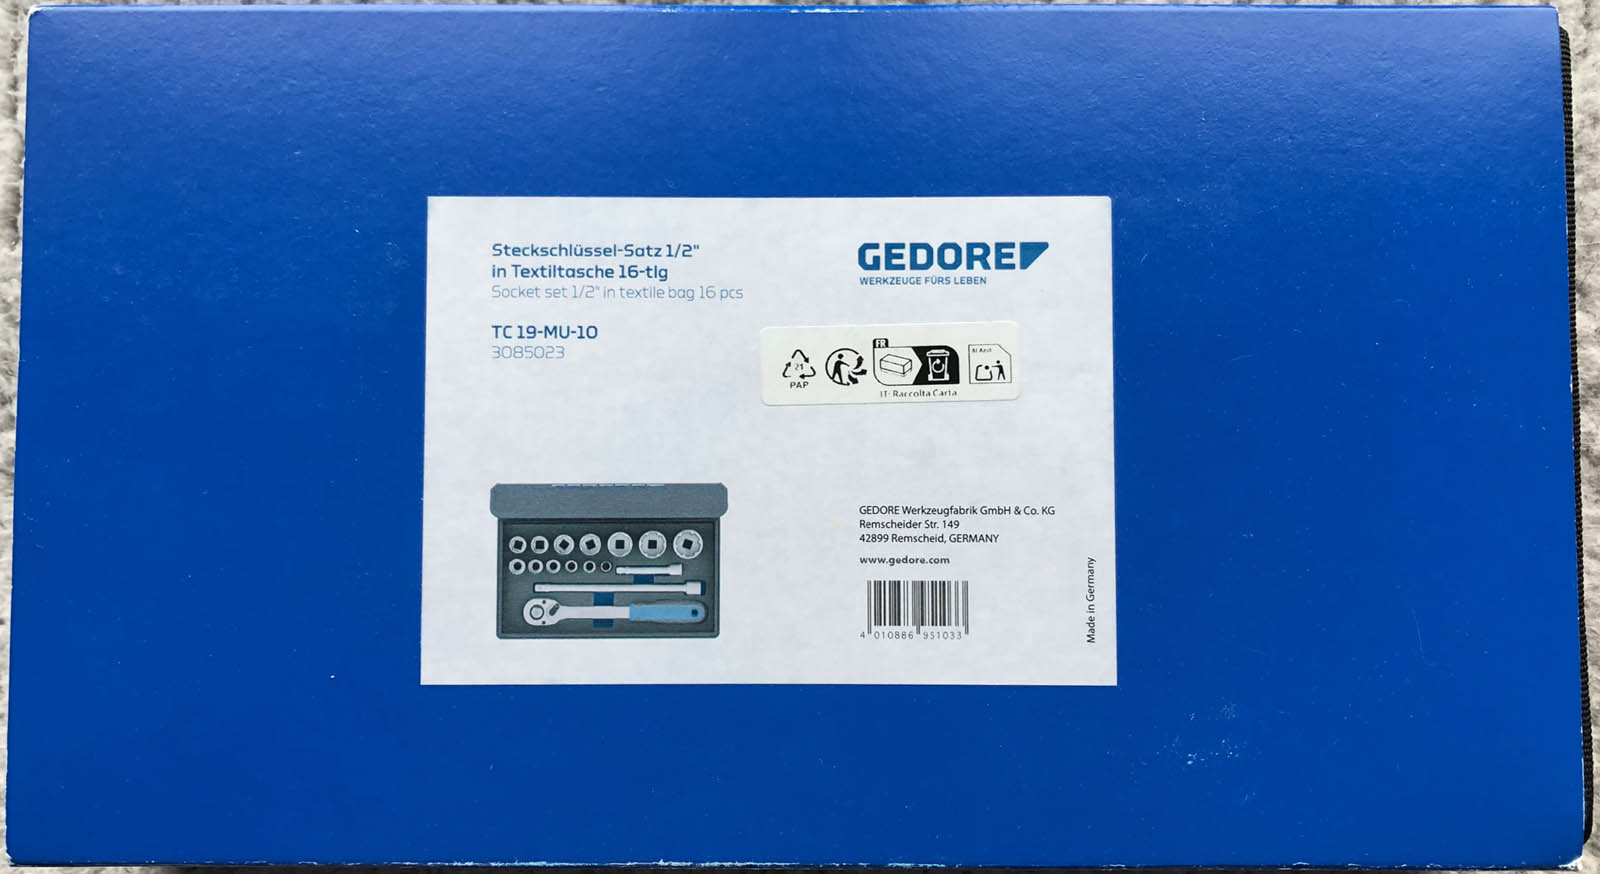 Steckschlüssel-Satz 1/2"
in Textiltasche 16-tlg
Socket set 1/2" in textile bag 16 pcs
TC 19-MU-10
3085023
GEDORE
WERKZEUGE FÜRS LEBEN
21
PAP
FR
IT: Raccolta Carta
GEDORE Werkzeugfabrik GmbH & Co. KG
Remscheider Str. 149
42899 Remscheid, GERMANY
www.gedore.com
4 010886 951033
Made in Germany